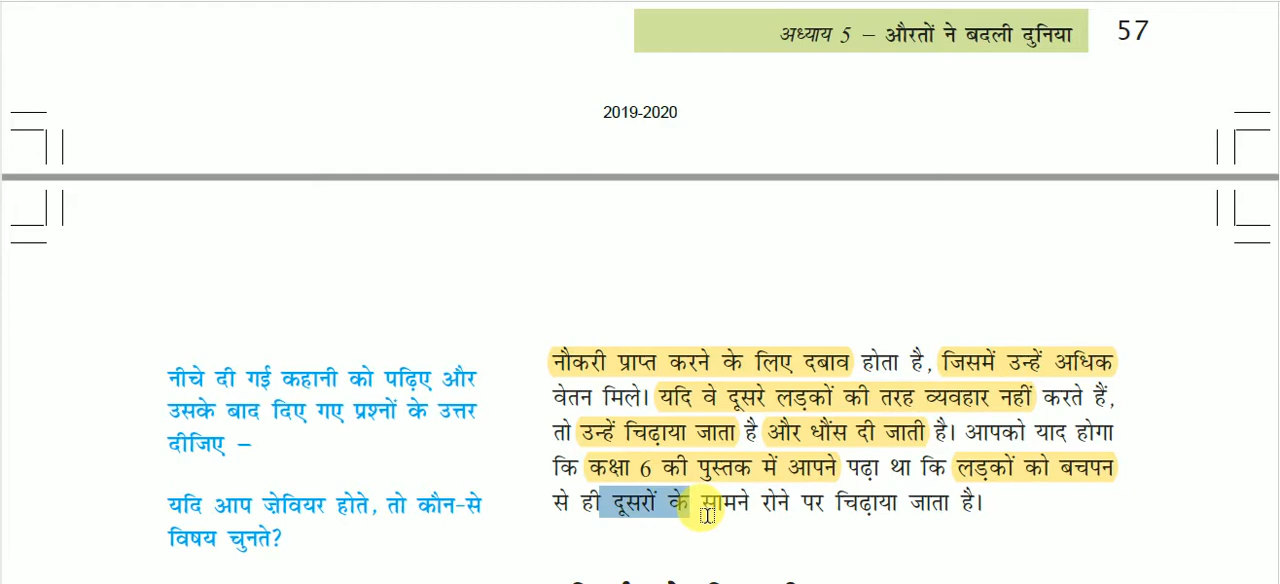 अध्याय 5 – औरतों ने बदली दुनिया 57
2019-2020
नीचे दी गई कहानी को पढ़िए और
उसके बाद दिए गए प्रश्नों के उत्तर
दीजिए –
यदि आप ज़ेवियर होते, तो कौन-से
विषय चुनते?
नौकरी प्राप्त करने के लिए दबाव होता है, जिसमें उन्हें अधिक
वेतन मिले। यदि वे दूसरे लड़कों की तरह व्यवहार नहीं करते हैं,
तो उन्हें चिढ़ाया जाता है और धौंस दी जाती है। आपको याद होगा
कि कक्षा 6 की पुस्तक में आपने पढ़ा था कि लड़कों को बचपन
से ही दूसरों के सामने रोने पर चिढ़ाया जाता है।